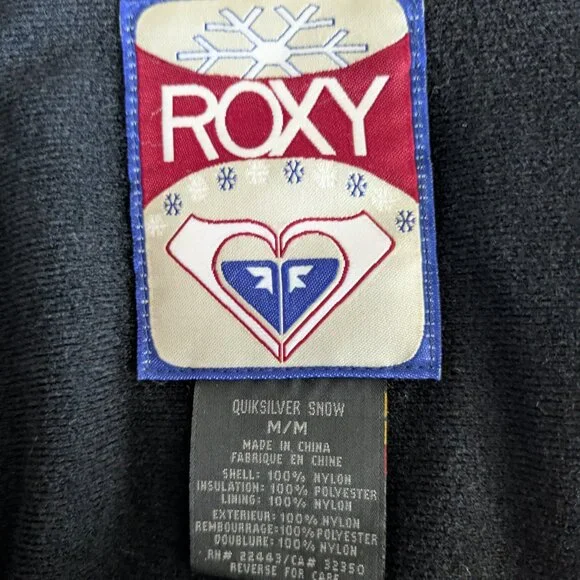 ROXY
QUIKSILVER SNOW
M/M
MADE IN CHINA
FABRIQUE EN CHINE
SHELL: 100% NYLON
INSULATION: 100% POLYESTER
LINING: 100% NYLON
EXTERIEUR: 100% NYLON
REMBOURRAGE: 100% POLYESTER
DOUBLURE: 100% NYLON
RN# 22443/CA# 32350
REVERSE FOR CARE